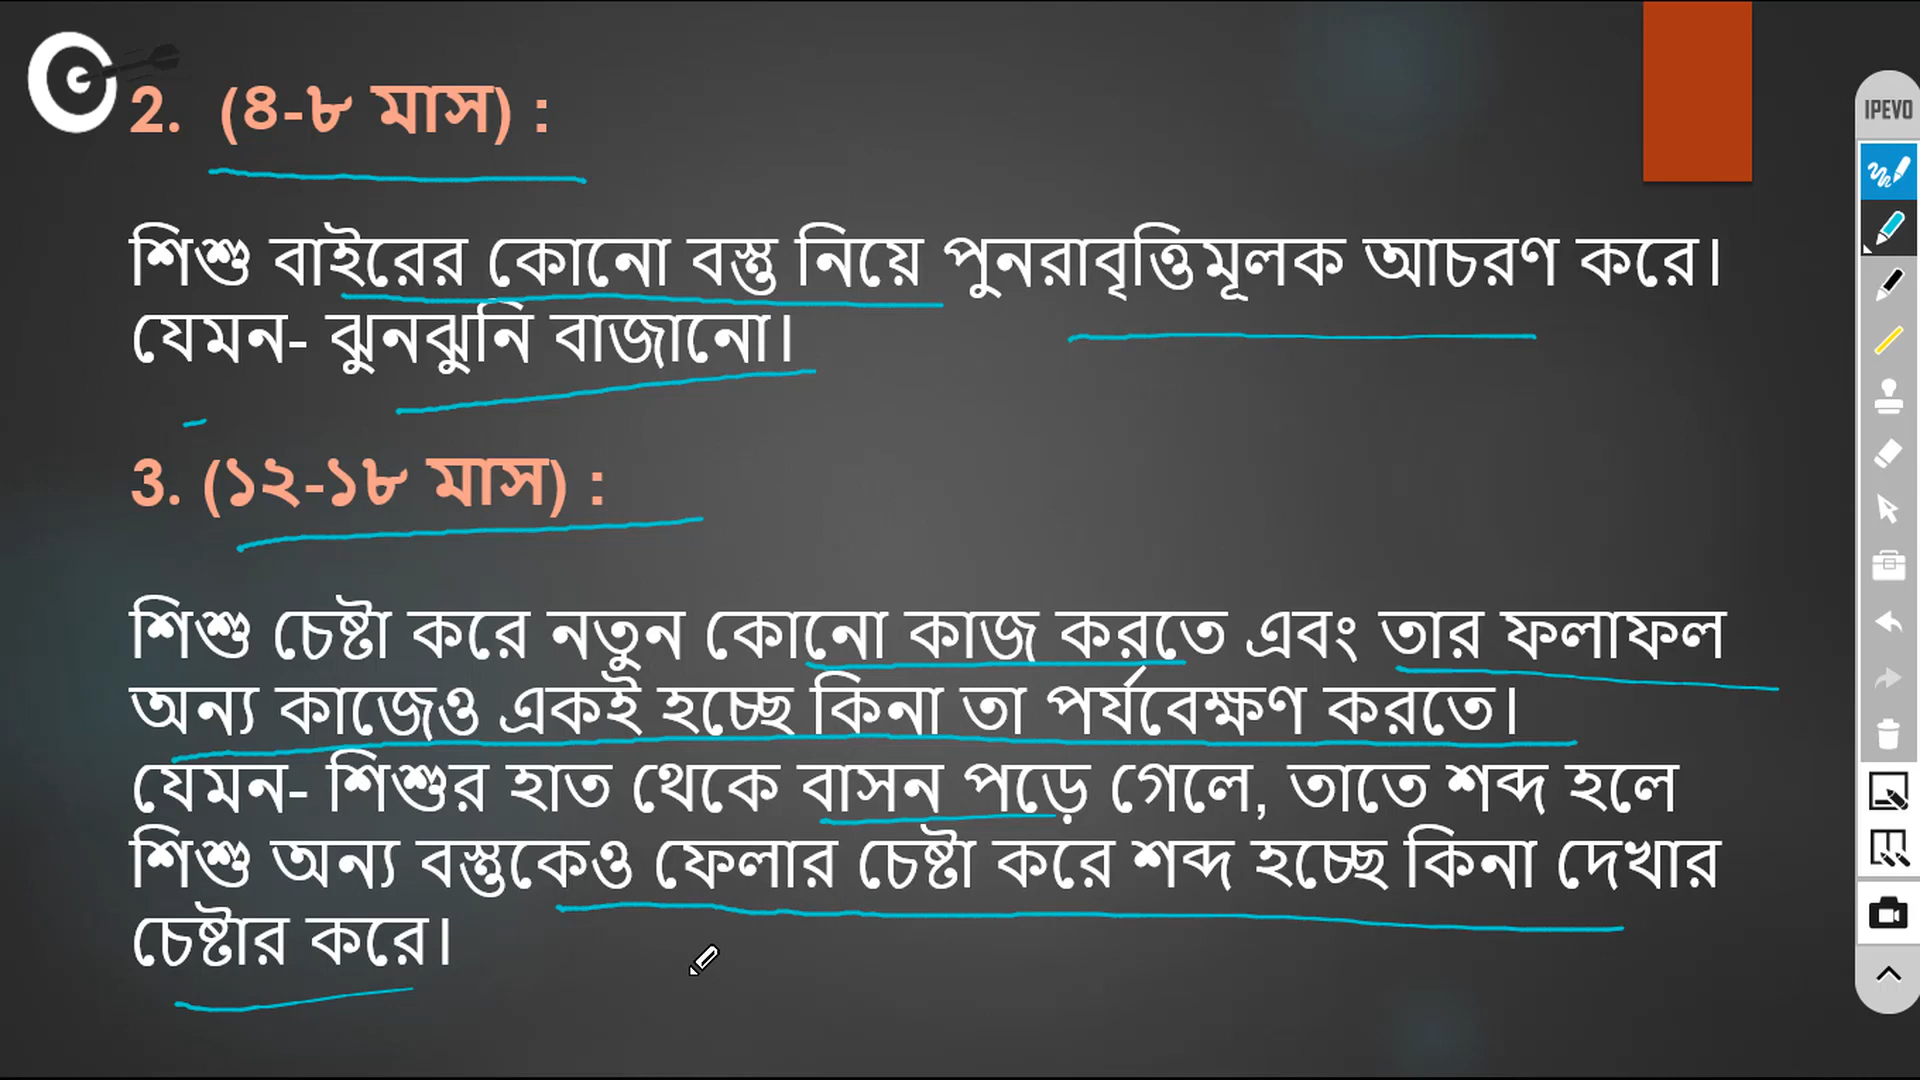 2. (৪-৮ মাস) :
শিশু বাইরের কোনো বস্তু নিয়ে পুনরাবৃত্তিমূলক আচরণ করে।
যেমন- ঝুনঝুনি বাজানো।
3. (১২-১৮ মাস) :
শিশু চেষ্টা করে নতুন কোনো কাজ করতে এবং তার ফলাফল
অন্য কাজেও একই হচ্ছে কিনা তা পর্যবেক্ষণ করতে।
যেমন- শিশুর হাত থেকে বাসন পড়ে গেলে, তাতে শব্দ হলে
শিশু অন্য বস্তুকেও ফেলার চেষ্টা করে শব্দ হচ্ছে কিনা দেখার
চেষ্টার করে।
IPEVO